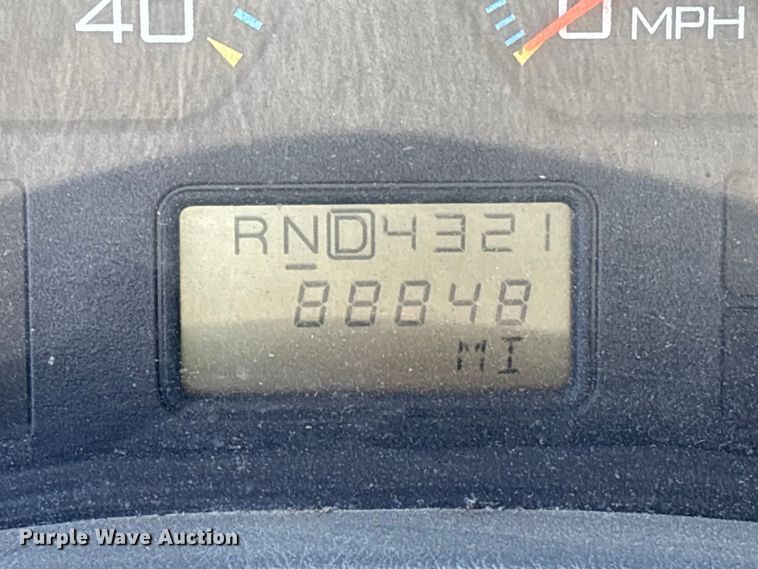 40
0 MPH
RND4321
88848
MI
Purple Wave Auction